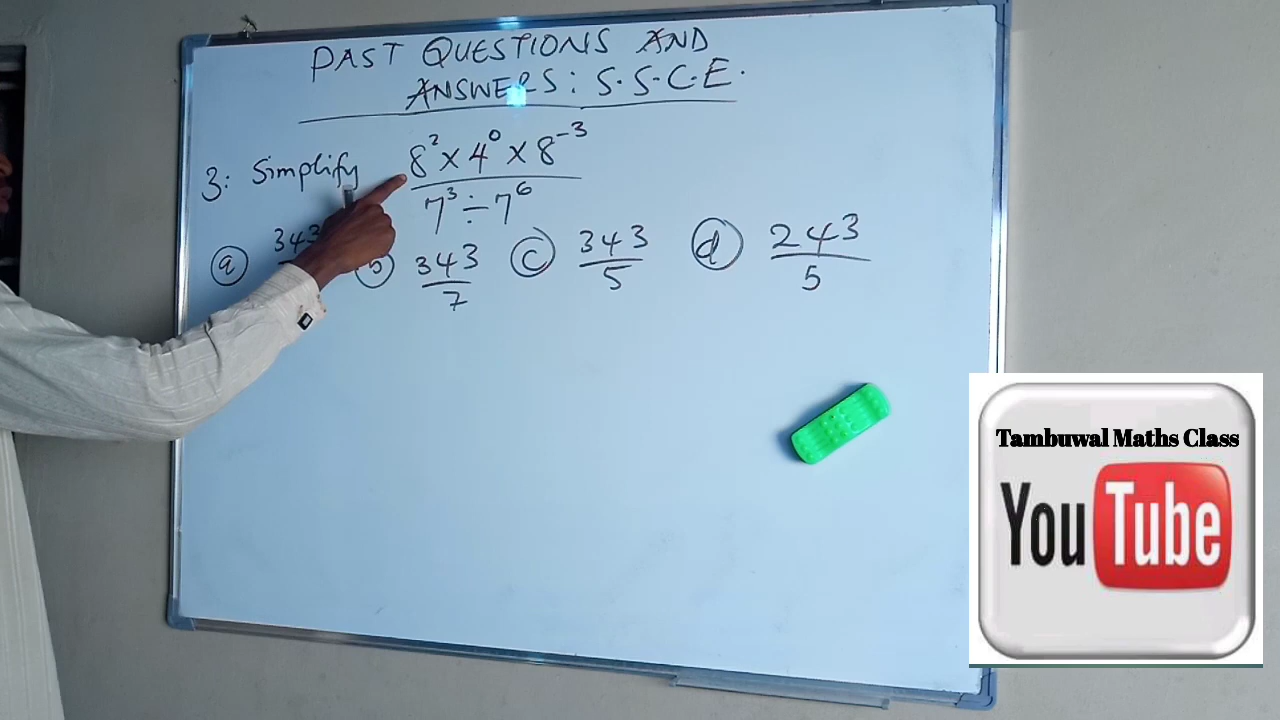 PAST QUESTIONS AND
ANSWERS: S.S.C.E.
3: Simplify 8² × 4⁰ × 8⁻³
7³ ÷ 7⁶
ⓐ 343 ⓑ 343/7 ⓒ 343/5 ⓓ 243/5
Tambuwal Maths Class
YouTube